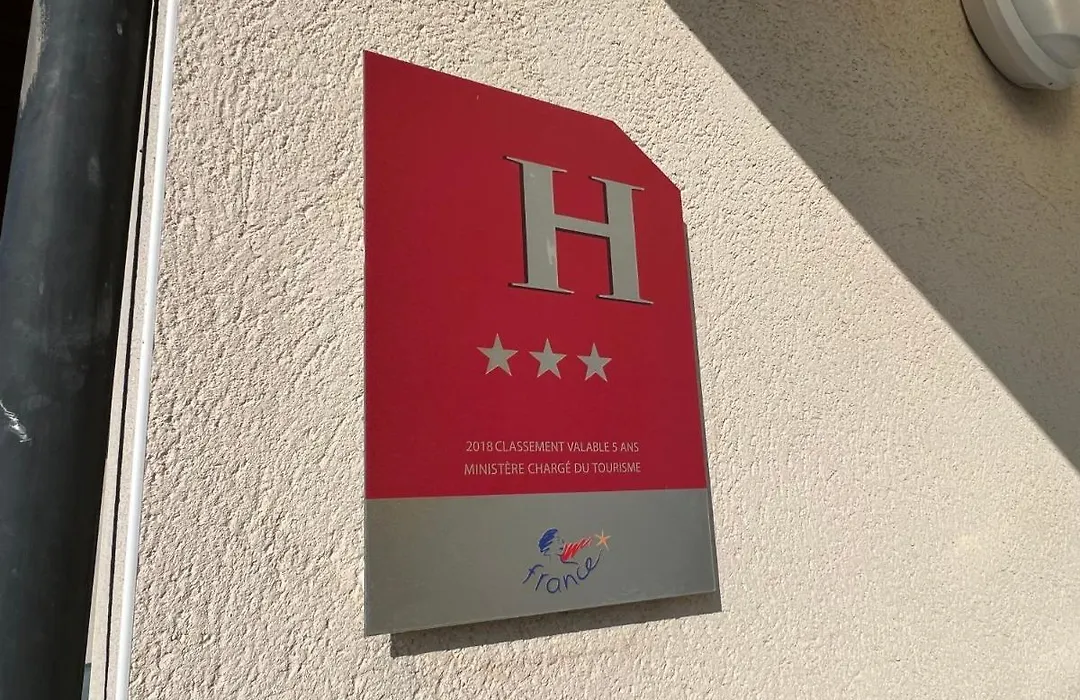 H
2018 CLASSEMENT VALABLE 5 ANS
MINISTÈRE CHARGÉ DU TOURISME
france